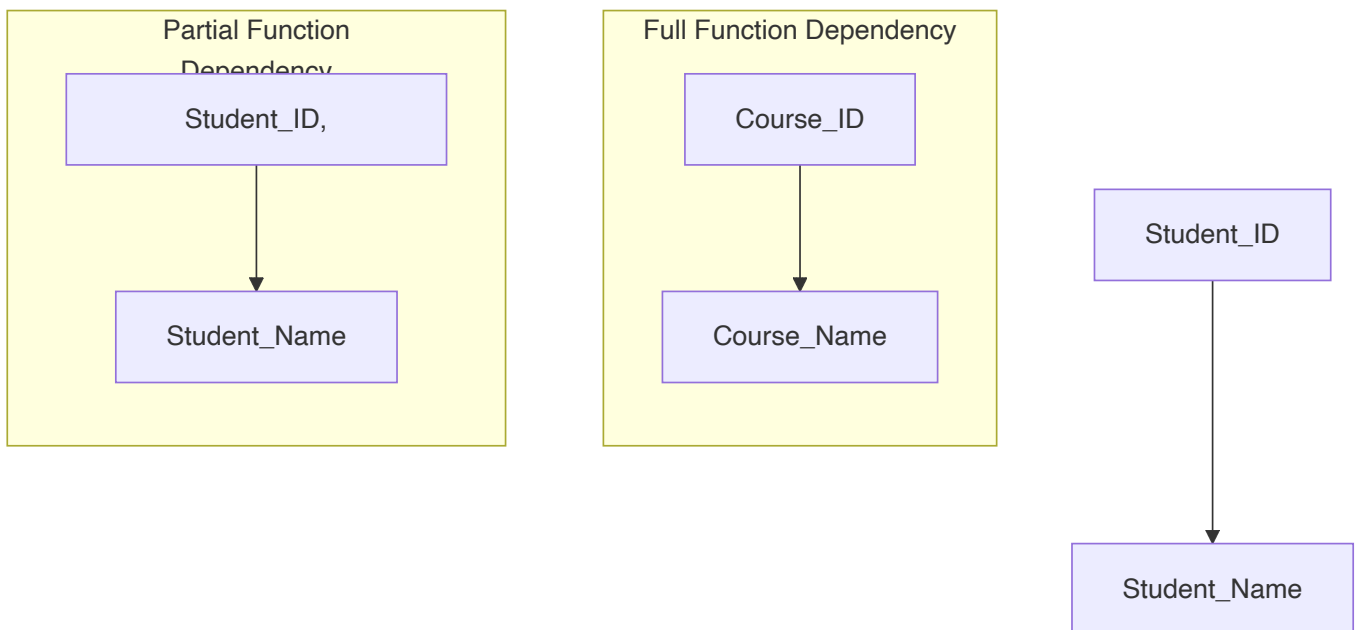 Partial Function
Dependency
Student_ID,
Student_Name
Full Function Dependency
Course_ID
Course_Name
Student_ID
Student_Name